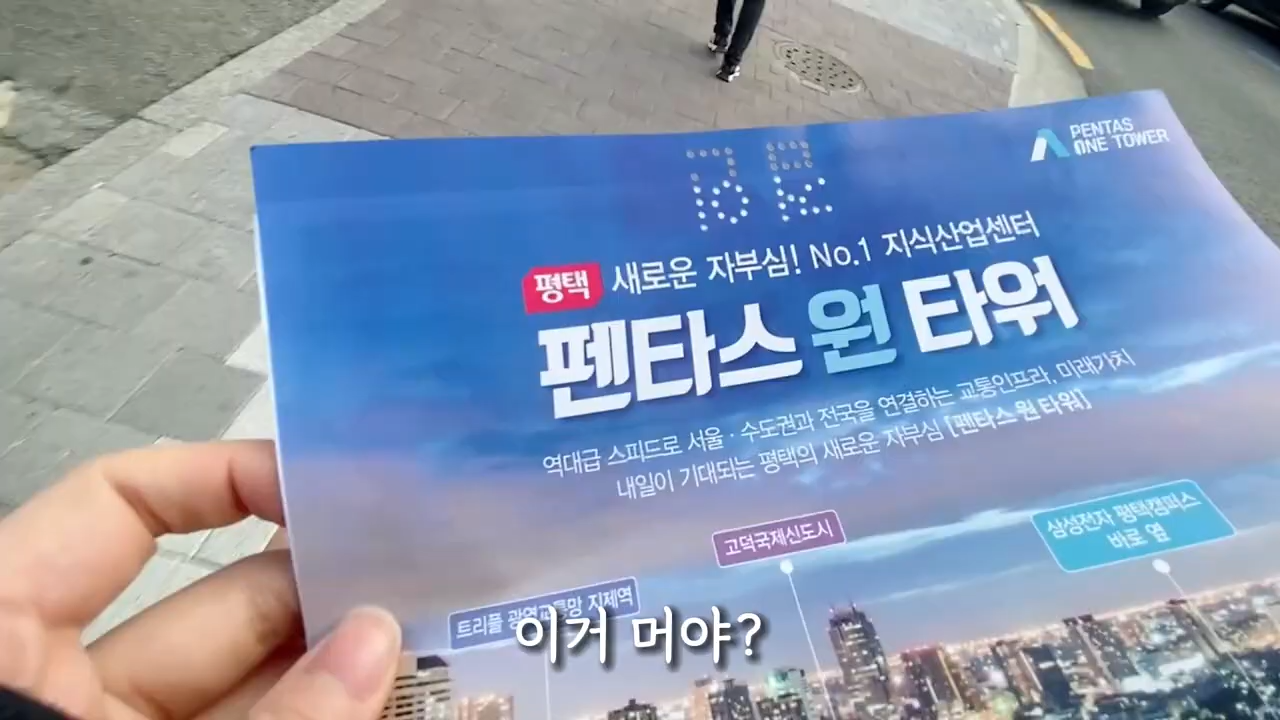 PENTAS
ONE TOWER
검문
평택 새로운 자부심! No.1 지식산업센터
펜타스 원 타워
역대급 스피드로 서울 · 수도권과 전국을 연결하는 교통인프라, 미래가치
내일이 기대되는 평택의 새로운 자부심 [펜타스 원 타워]
삼성전자 평택캠퍼스
바로 옆
고덕국제신도시
트리플 광역교통망 지제역
이거 머야?